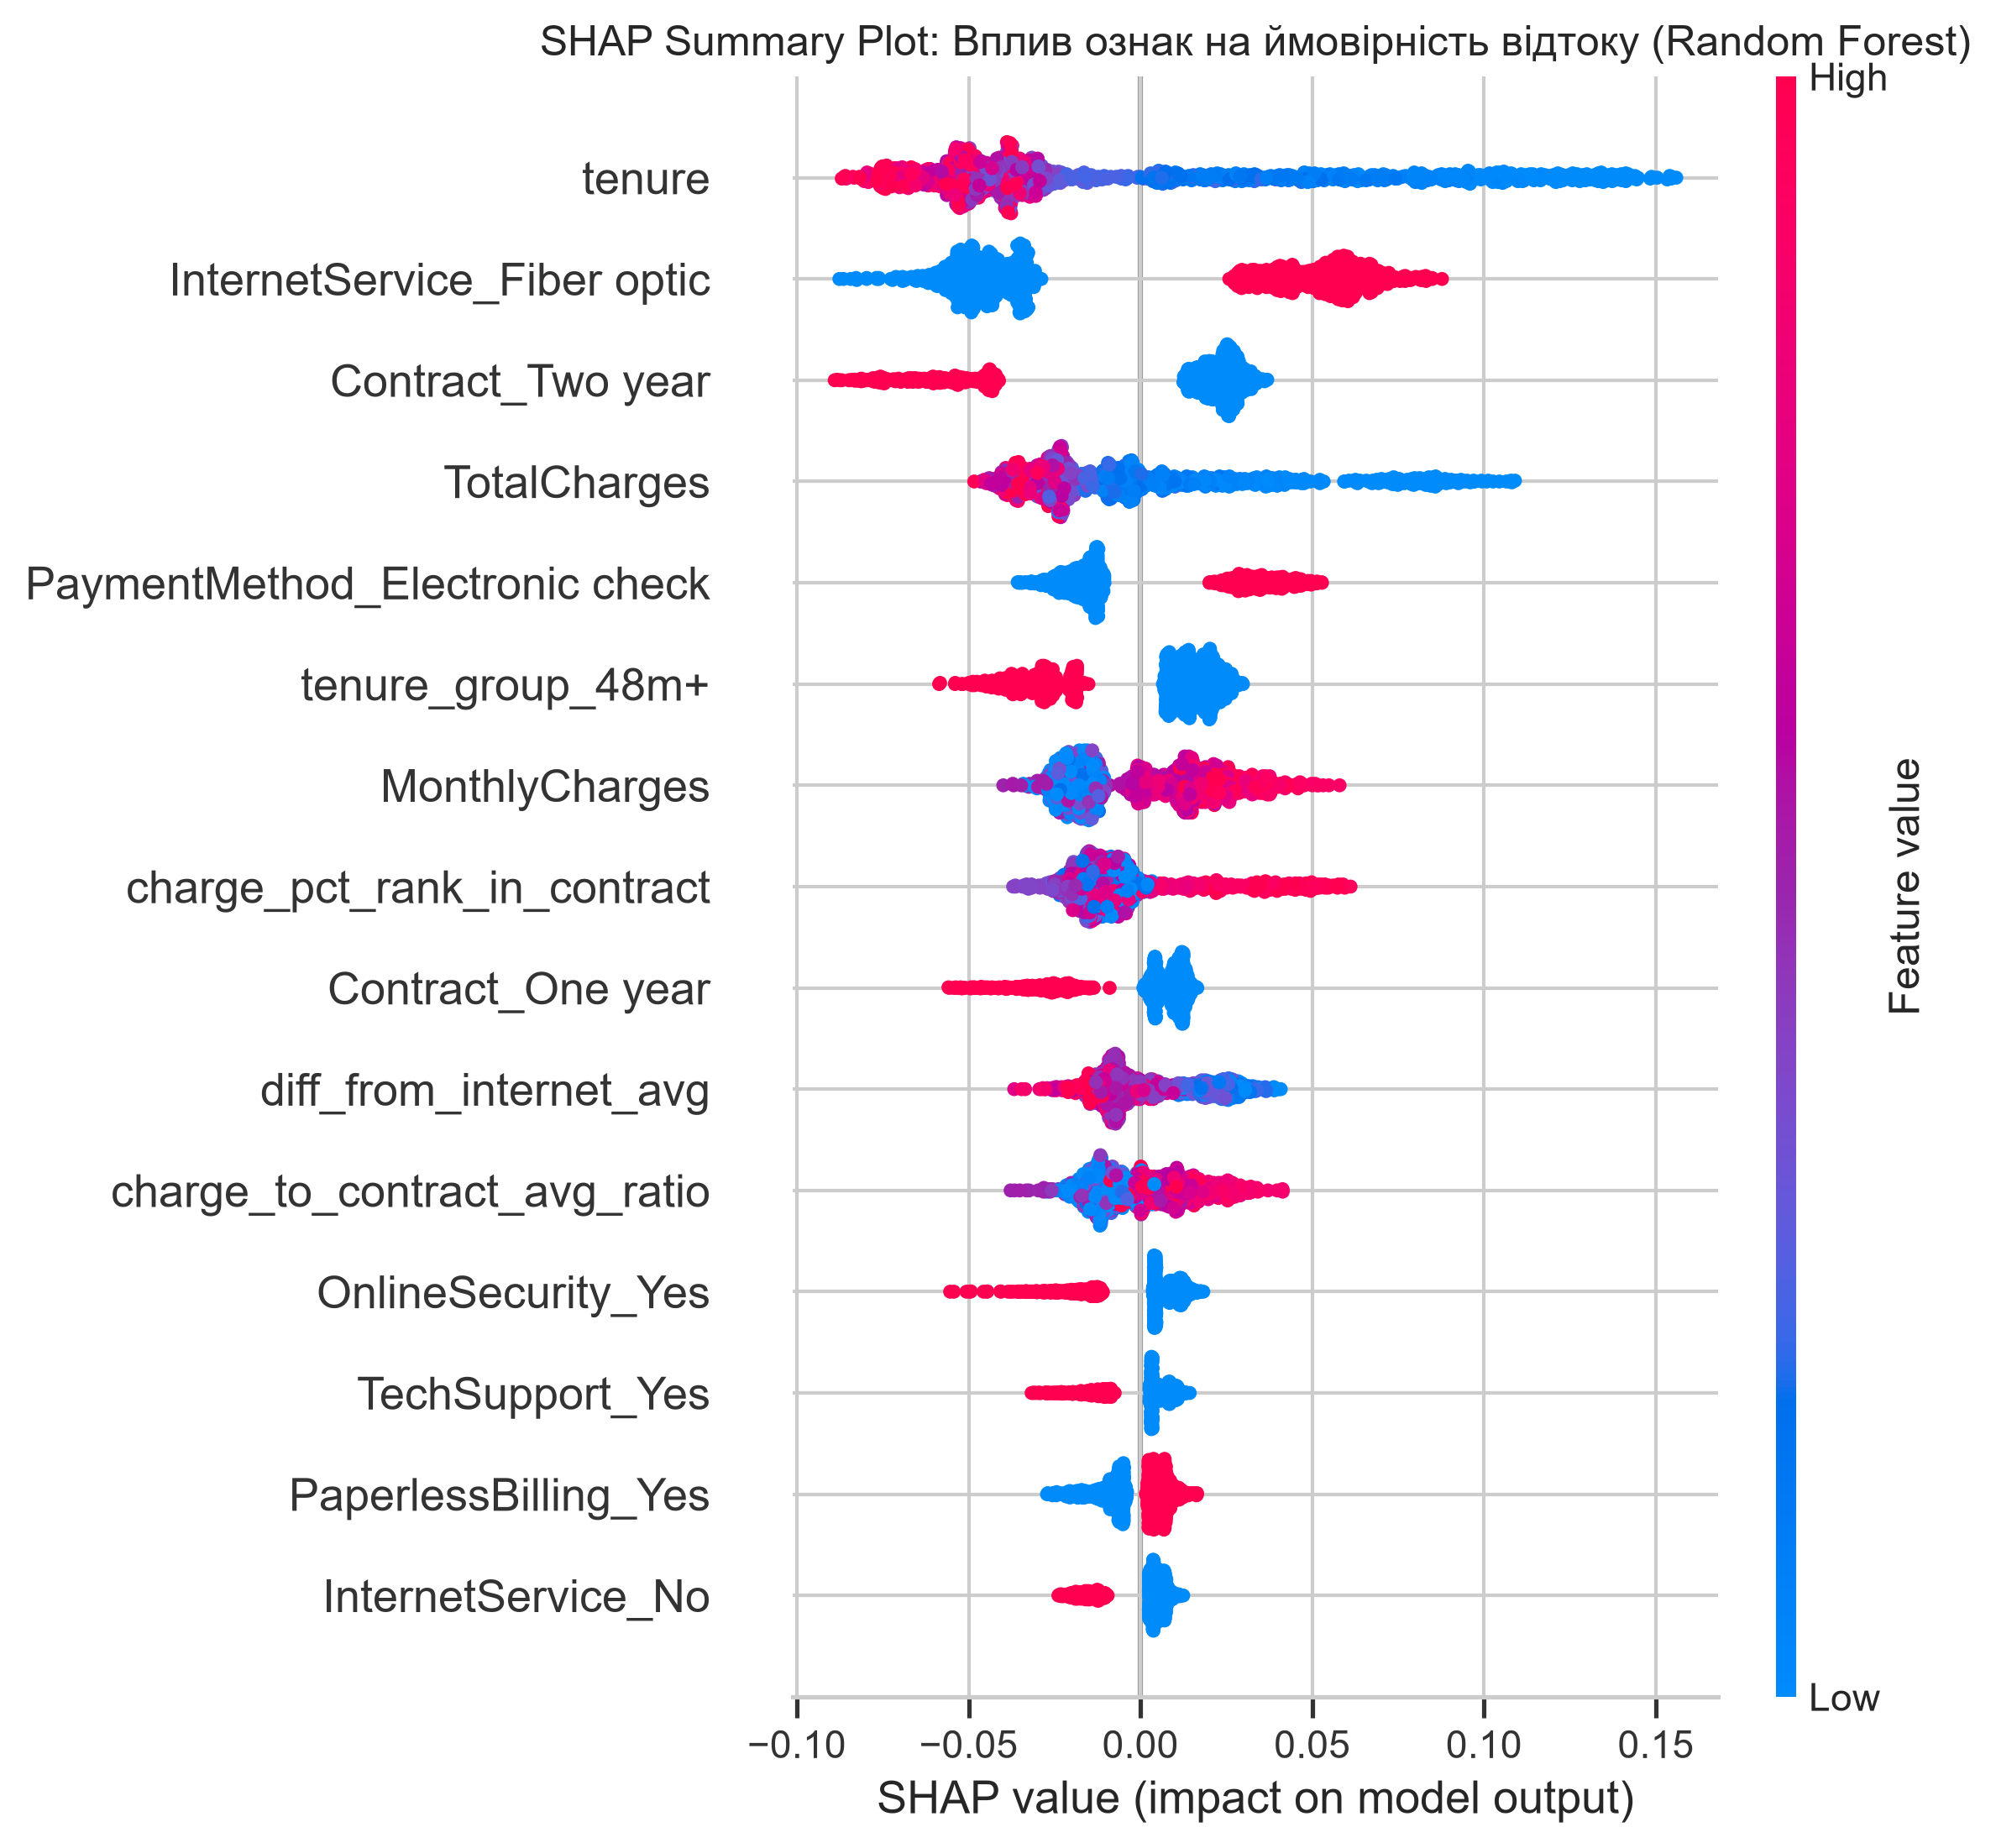 SHAP Summary Plot: Вплив ознак на ймовірність відтоку (Random Forest)
High
tenure
InternetService_Fiber optic
Contract_Two year
TotalCharges
PaymentMethod_Electronic check
tenure_group_48m+
MonthlyCharges
charge_pct_rank_in_contract
Contract_One year
diff_from_internet_avg
charge_to_contract_avg_ratio
OnlineSecurity_Yes
TechSupport_Yes
PaperlessBilling_Yes
InternetService_No
Feature value
Low
−0.10 −0.05 0.00 0.05 0.10 0.15
SHAP value (impact on model output)